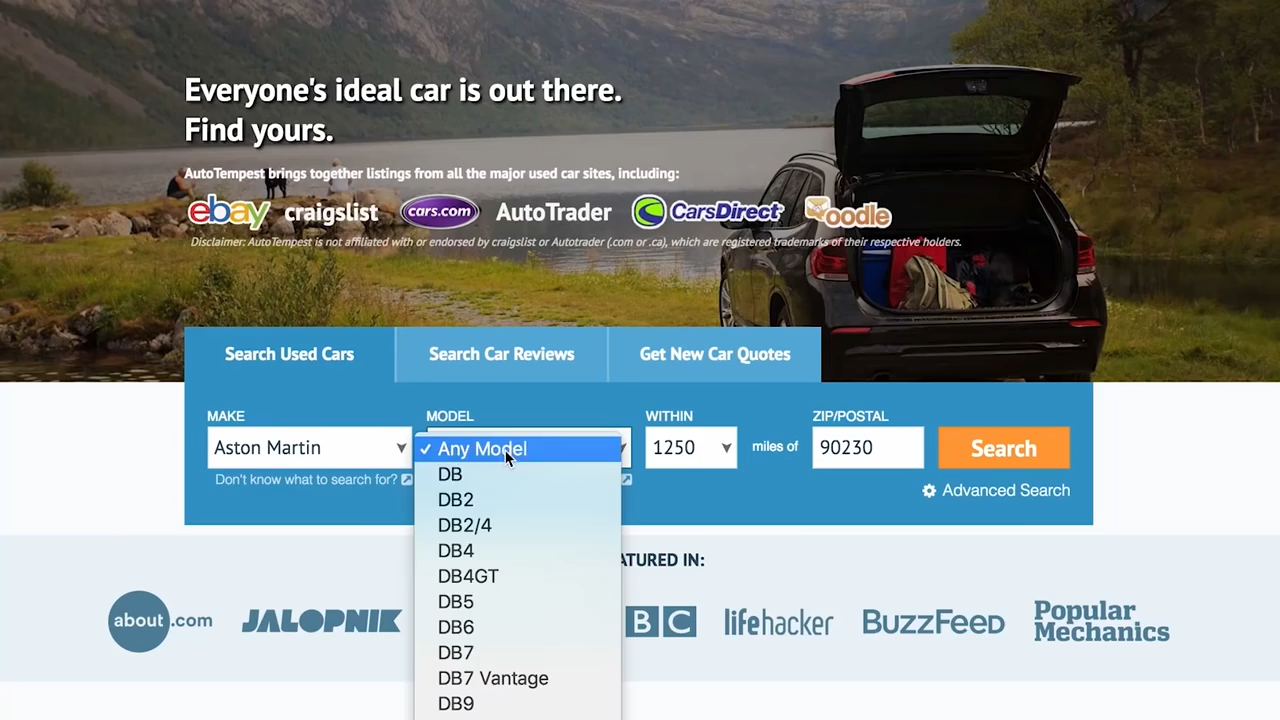 Everyone's ideal car is out there.
Find yours.
AutoTempest brings together listings from all the major used car sites, including:
ebay craigslist cars.com AutoTrader CarsDirect Oodle
Disclaimer: AutoTempest is not affiliated with or endorsed by craigslist or Autotrader (.com or .ca), which are registered trademarks of their respective holders.
Search Used Cars Search Car Reviews Get New Car Quotes
MAKE MODEL WITHIN ZIP/POSTAL
Aston Martin ✓ Any Model 1250 miles of 90230 Search
Don't know what to search for?
Advanced Search
DB
DB2
DB2/4
DB4
DB4GT
DB5
DB6
DB7
DB7 Vantage
DB9
ATURED IN:
about.com JALOPNIK B C lifehacker BuzzFeed Popular Mechanics